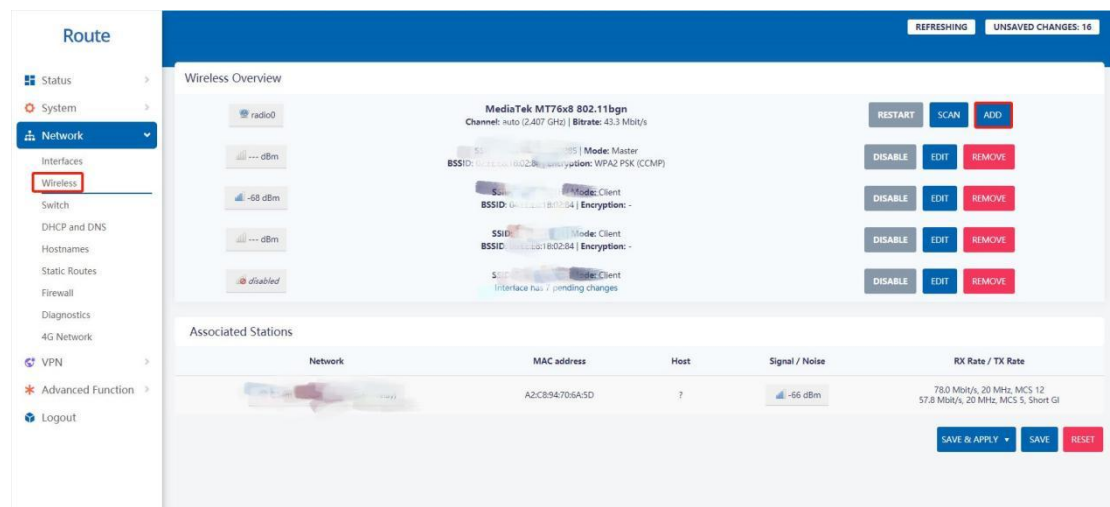 Route
REFRESHING
UNSAVED CHANGES: 16
Status
System
Network
Interfaces
Wireless
Switch
DHCP and DNS
Hostnames
Static Routes
Firewall
Diagnostics
4G Network
VPN
Advanced Function
Logout
Wireless Overview
radio0
MediaTek MT76x8 802.11bgn
Channel: auto (2.407 GHz) | Bitrate: 43.3 Mbit/s
RESTART SCAN ADD
--- dBm
| Mode: Master
BSSID: Encryption: WPA2 PSK (CCMP)
DISABLE EDIT REMOVE
-68 dBm
Mode: Client
BSSID: | Encryption: -
DISABLE EDIT REMOVE
--- dBm
SSID: Mode: Client
BSSID :18:02:84 | Encryption: -
DISABLE EDIT REMOVE
disabled
Client
Interface has 7 pending changes
DISABLE EDIT REMOVE
Associated Stations
Network MAC address Host Signal / Noise RX Rate / TX Rate
A2:C8:94:70:6A:5D ? -66 dBm
78.0 Mbit/s, 20 MHz, MCS 12
57.8 Mbit/s, 20 MHz, MCS 5, Short GI
SAVE & APPLY SAVE RESET